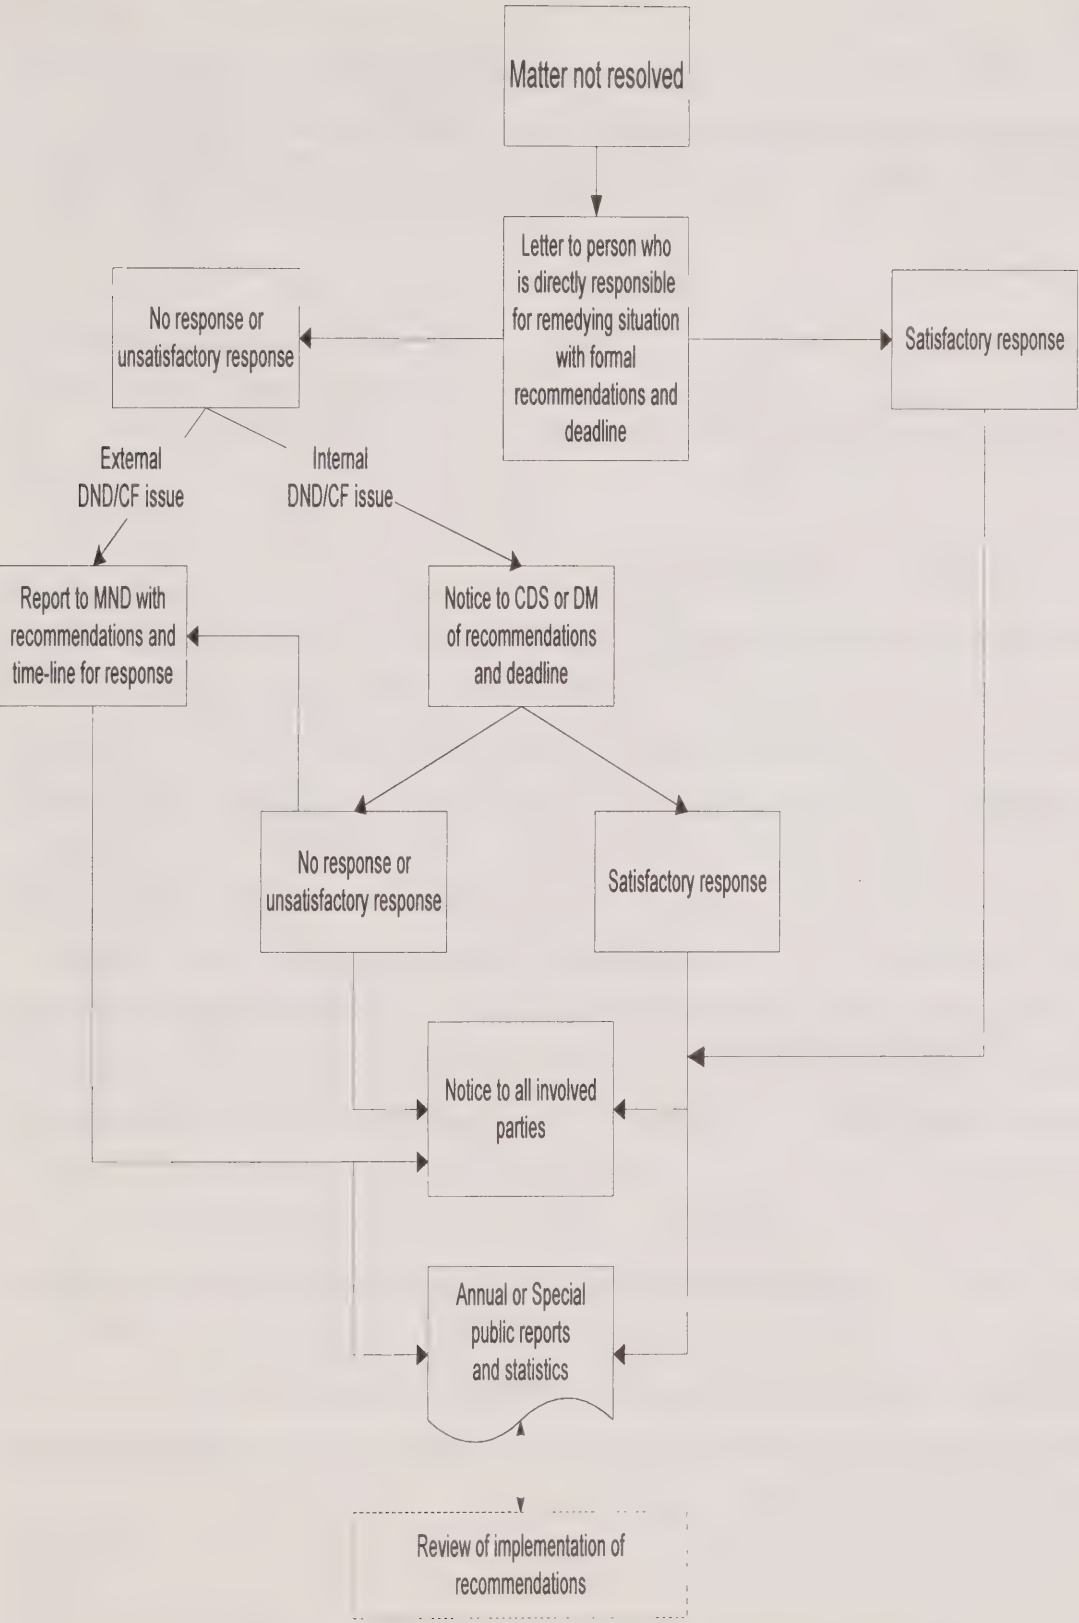 Matter not resolved
Letter to person who
is directly responsible
for remedying situation
with formal
recommendations and
deadline
No response or
unsatisfactory response
Satisfactory response
External
DND/CF issue
Internal
DND/CF issue
Report to MND with
recommendations and
time-line for response
Notice to CDS or DM
of recommendations
and deadline
No response or
unsatisfactory response
Satisfactory response
Notice to all involved
parties
Annual or Special
public reports
and statistics
Review of implementation of
recommendations